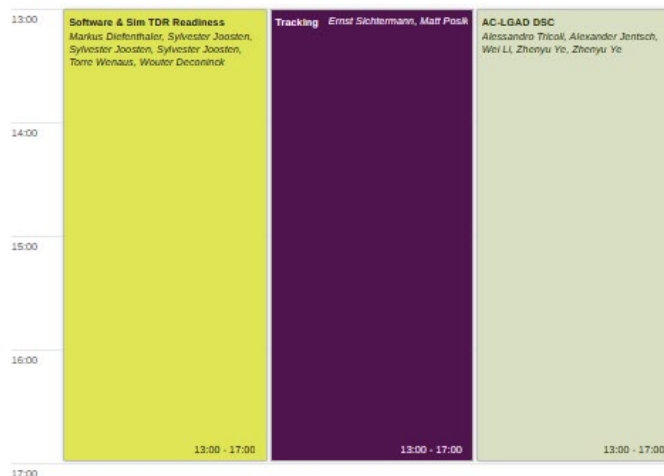 13:00
Software & Sim TDR Readiness
Markus Diefenthaler, Sylvester Joosten,
Sylvester Joosten, Sylvester Joosten,
Torre Wenaus, Wouter Deconinck
13:00 - 17:00
Tracking Ernst Sichtermann, Matt Posik
13:00 - 17:00
AC-LGAD DSC
Alessandro Tricoli, Alexander Jentsch,
Wei Li, Zhenyu Ye, Zhenyu Ye
13:00 - 17:00
14:00
15:00
16:00
17:00